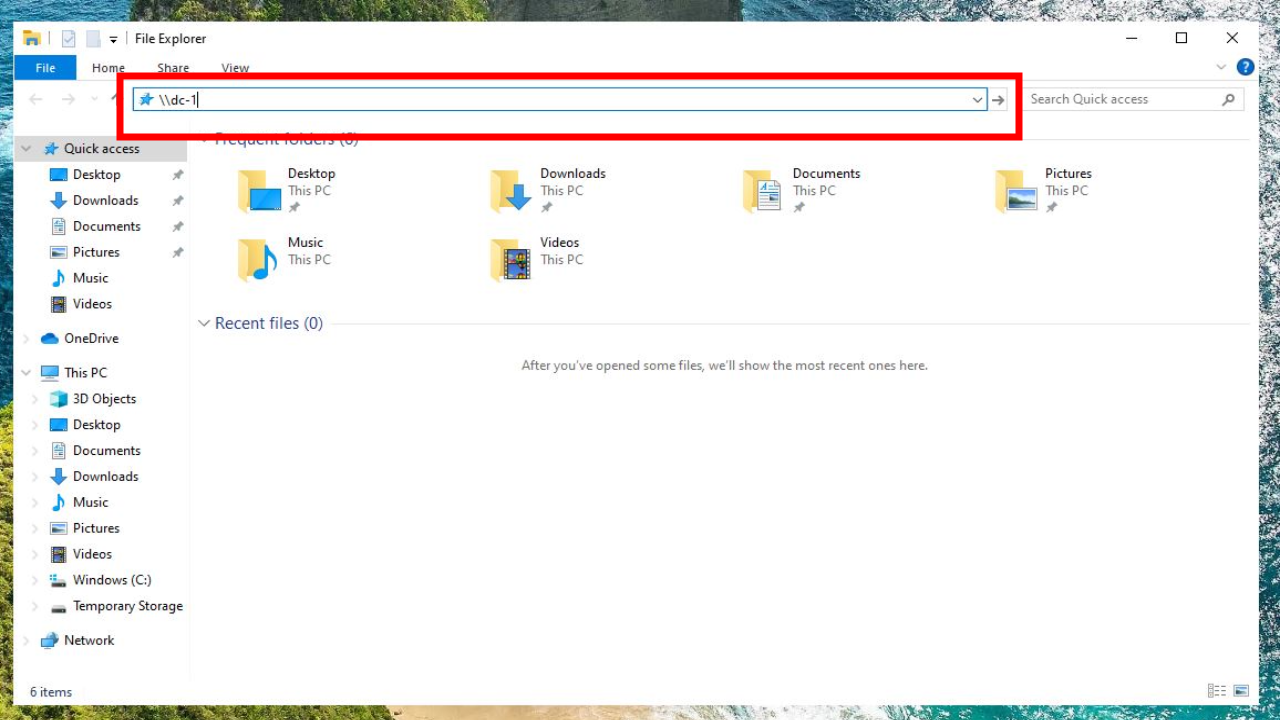 File Explorer
File Home Share View
\\dc-1
Search Quick access
Quick access
Desktop
Downloads
Documents
Pictures
Music
Videos
OneDrive
This PC
3D Objects
Desktop
Documents
Downloads
Music
Pictures
Videos
Windows (C:)
Temporary Storage
Network
Frequent folders (6)
Desktop
This PC
Downloads
This PC
Documents
This PC
Pictures
This PC
Music
This PC
Videos
This PC
Recent files (0)
After you've opened some files, we'll show the most recent ones here.
6 items